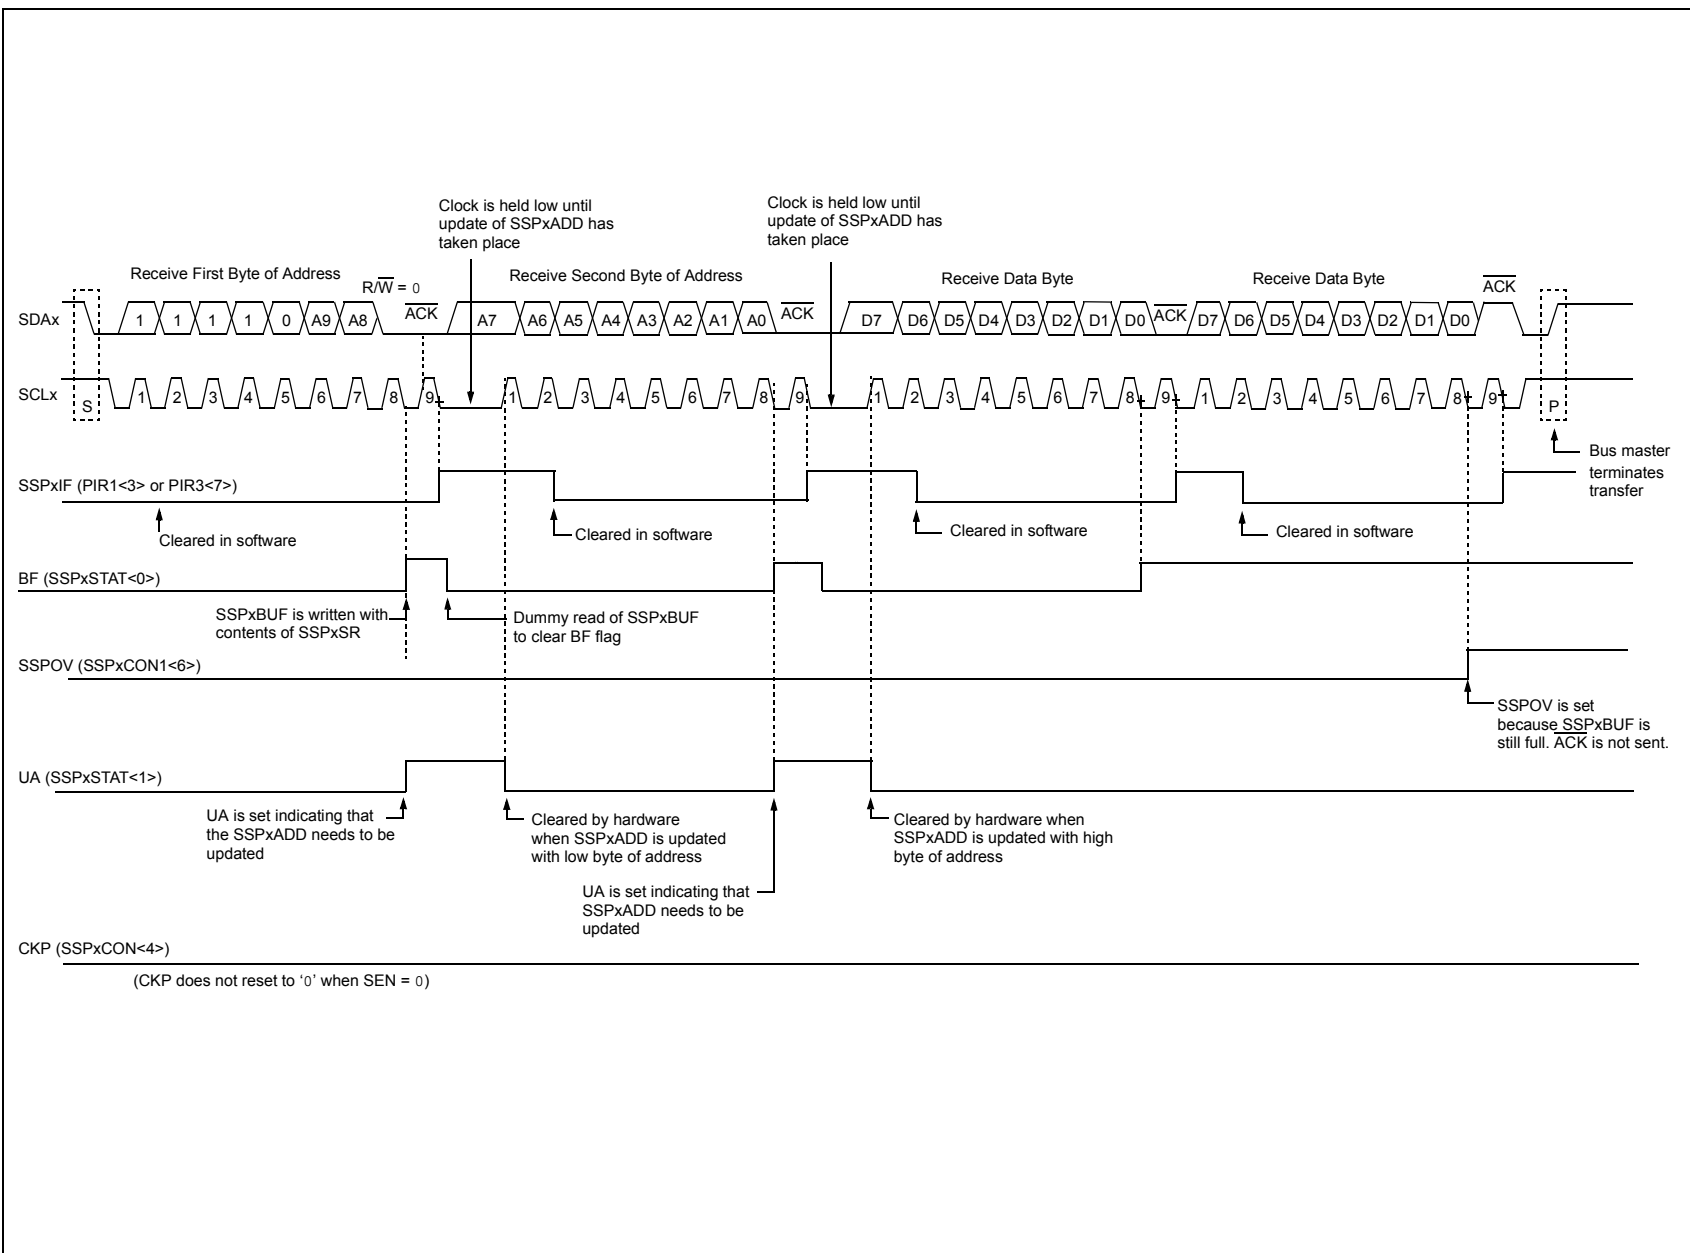 Clock is held low until
update of SSPxADD has
taken place
Clock is held low until
update of SSPxADD has
taken place
Receive First Byte of Address
R/W = 0
ACK
Receive Second Byte of Address
ACK
Receive Data Byte
ACK
Receive Data Byte
ACK
SDAx
1 1 1 1 0 A9 A8
A7 A6 A5 A4 A3 A2 A1 A0
D7 D6 D5 D4 D3 D2 D1 D0
D7 D6 D5 D4 D3 D2 D1 D0
SCLx
S
1 2 3 4 5 6 7 8 9
1 2 3 4 5 6 7 8 9
1 2 3 4 5 6 7 8 9
1 2 3 4 5 6 7 8 9
P
Bus master
terminates
transfer
SSPxIF (PIR1<3> or PIR3<7>)
Cleared in software
Cleared in software
Cleared in software
Cleared in software
BF (SSPxSTAT<0>)
SSPxBUF is written with
contents of SSPxSR
Dummy read of SSPxBUF
to clear BF flag
SSPOV (SSPxCON1<6>)
SSPOV is set
because SSPxBUF is
still full. ACK is not sent.
UA (SSPxSTAT<1>)
UA is set indicating that
the SSPxADD needs to be
updated
Cleared by hardware
when SSPxADD is updated
with low byte of address
UA is set indicating that
SSPxADD needs to be
updated
Cleared by hardware when
SSPxADD is updated with high
byte of address
CKP (SSPxCON<4>)
(CKP does not reset to ‘0’ when SEN = 0)